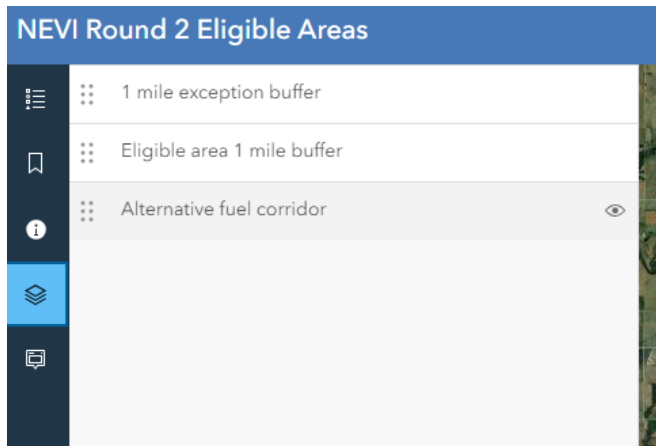 NEVI Round 2 Eligible Areas
1 mile exception buffer
Eligible area 1 mile buffer
Alternative fuel corridor